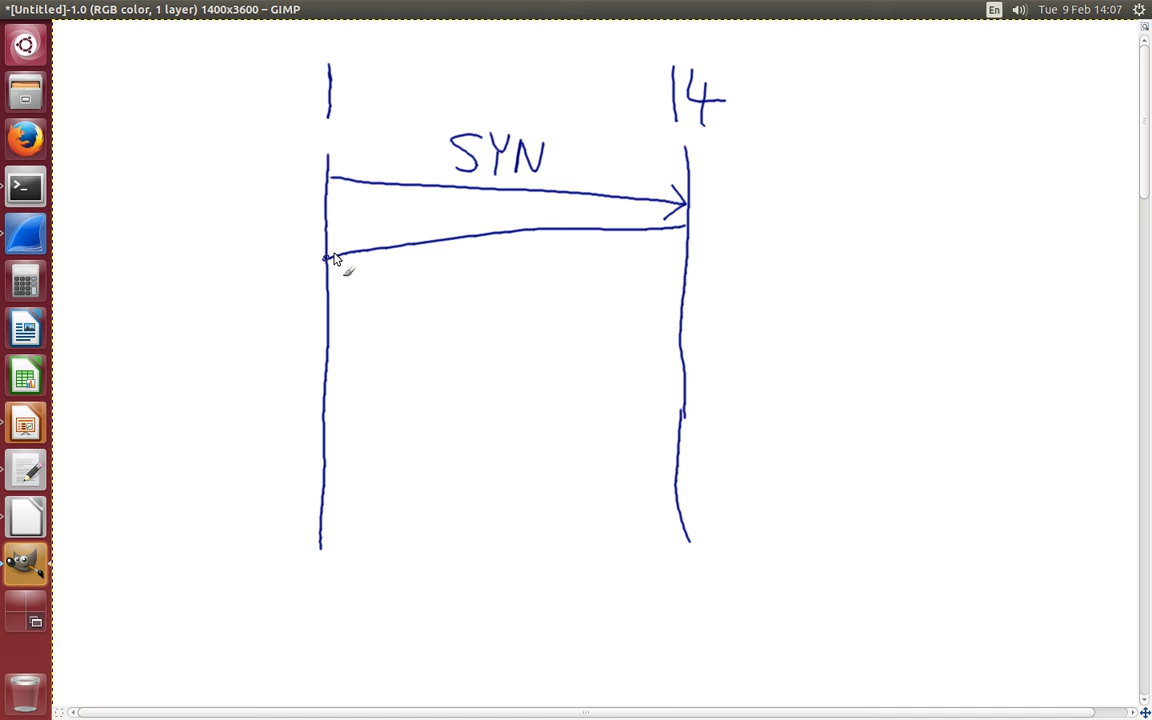 *[Untitled]-1.0 (RGB color, 1 layer) 1400x3600 – GIMP
En Tue 9 Feb 14:07
1 14
SYN